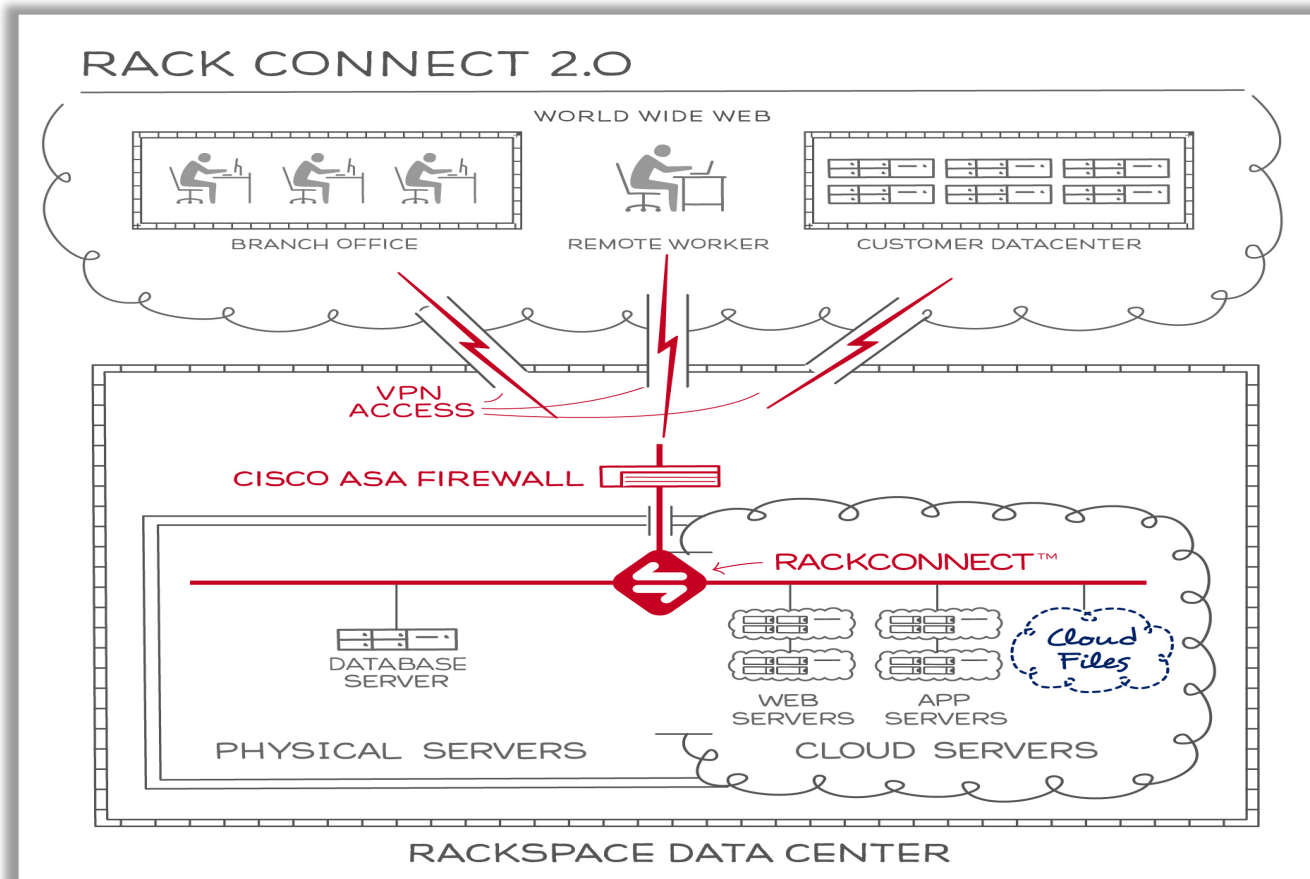 RACK CONNECT 2.0
WORLD WIDE WEB
BRANCH OFFICE
REMOTE WORKER
CUSTOMER DATACENTER
VPN
ACCESS
CISCO ASA FIREWALL
RACKCONNECT™
DATABASE
SERVER
WEB
SERVERS
APP
SERVERS
Cloud
Files
PHYSICAL SERVERS
CLOUD SERVERS
RACKSPACE DATA CENTER